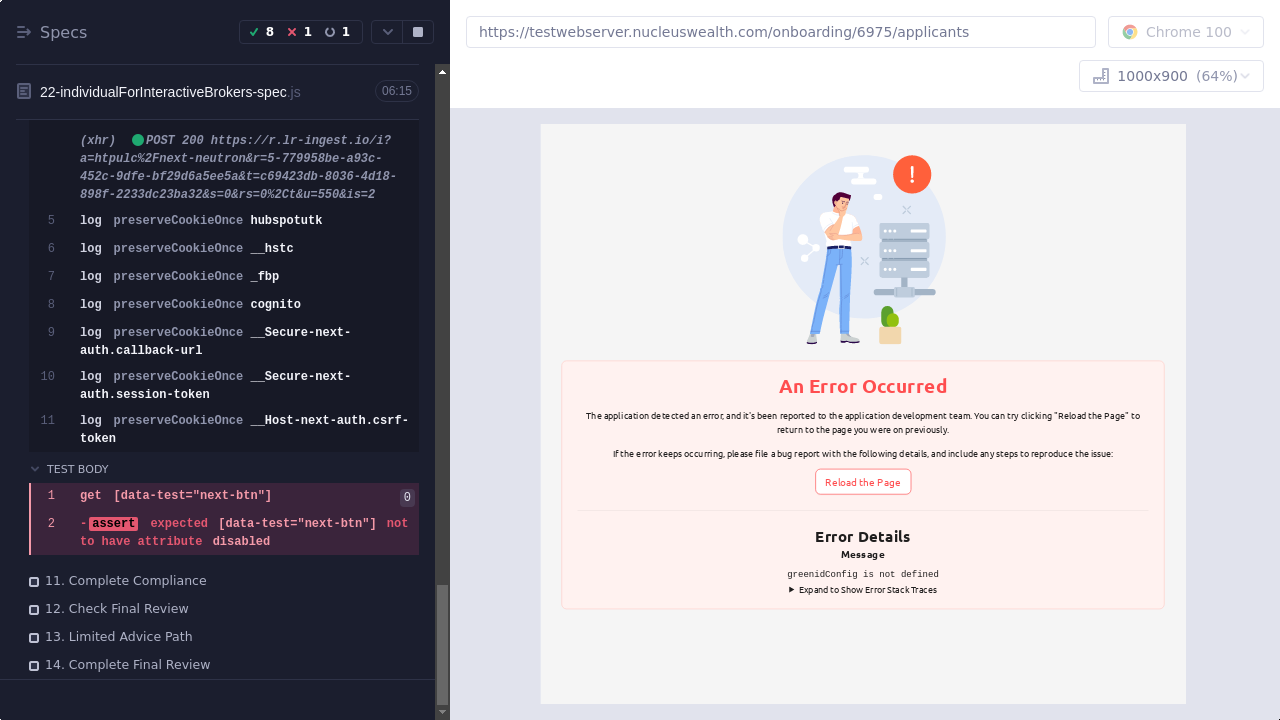 Specs
8
1
1
22-individualForInteractiveBrokers-spec.js
06:15
(xhr) POST 200 https://r.lr-ingest.io/i?
a=htpulc%2Fnext-neutron&r=5-779958be-a93c-
452c-9dfe-bf29d6a5ee5a&t=c69423db-8036-4d18-
898f-2233dc23ba32&s=0&rs=0%2Ct&u=550&is=2
5 log preserveCookieOnce hubspotutk
6 log preserveCookieOnce __hstc
7 log preserveCookieOnce _fbp
8 log preserveCookieOnce cognito
9 log preserveCookieOnce __Secure-next-
auth.callback-url
10 log preserveCookieOnce __Secure-next-
auth.session-token
11 log preserveCookieOnce __Host-next-auth.csrf-
token
TEST BODY
1 get [data-test="next-btn"] 0
2 -assert expected [data-test="next-btn"] not
to have attribute disabled
11. Complete Compliance
12. Check Final Review
13. Limited Advice Path
14. Complete Final Review
https://testwebserver.nucleuswealth.com/onboarding/6975/applicants
Chrome 100
1000x900 (64%)
!
An Error Occurred
The application detected an error, and it's been reported to the application development team. You can try clicking "Reload the Page" to
return to the page you were on previously.
If the error keeps occurring, please file a bug report with the following details, and include any steps to reproduce the issue:
Reload the Page
Error Details
Message
greenidConfig is not defined
Expand to Show Error Stack Traces